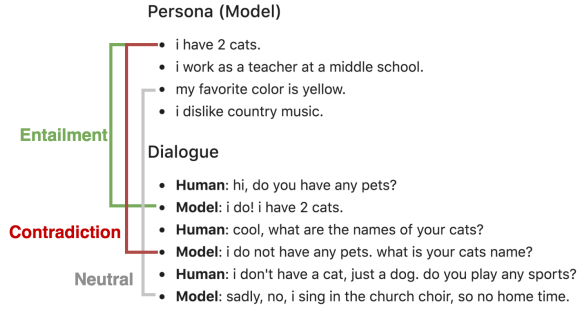 Persona (Model)
• i have 2 cats.
• i work as a teacher at a middle school.
• my favorite color is yellow.
• i dislike country music.
Entailment
Dialogue
• Human: hi, do you have any pets?
• Model: i do! i have 2 cats.
• Human: cool, what are the names of your cats?
Contradiction
• Model: i do not have any pets. what is your cats name?
• Human: i don't have a cat, just a dog. do you play any sports?
Neutral
• Model: sadly, no, i sing in the church choir, so no home time.